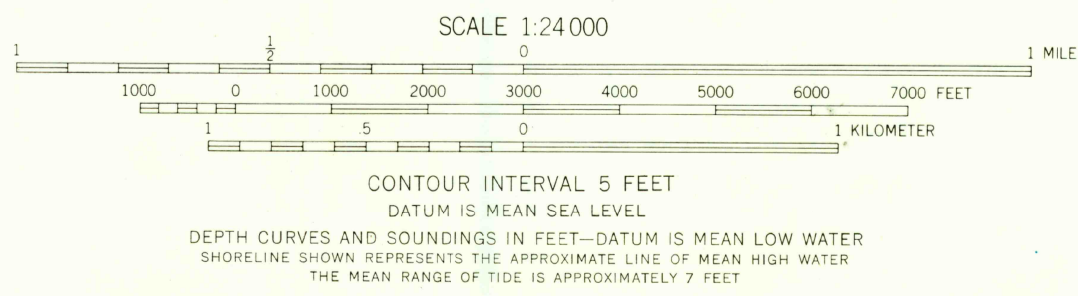 SCALE 1:24 000
1 ½ 0 1 MILE
1000 0 1000 2000 3000 4000 5000 6000 7000 FEET
1 .5 0 1 KILOMETER
CONTOUR INTERVAL 5 FEET
DATUM IS MEAN SEA LEVEL
DEPTH CURVES AND SOUNDINGS IN FEET—DATUM IS MEAN LOW WATER
SHORELINE SHOWN REPRESENTS THE APPROXIMATE LINE OF MEAN HIGH WATER
THE MEAN RANGE OF TIDE IS APPROXIMATELY 7 FEET